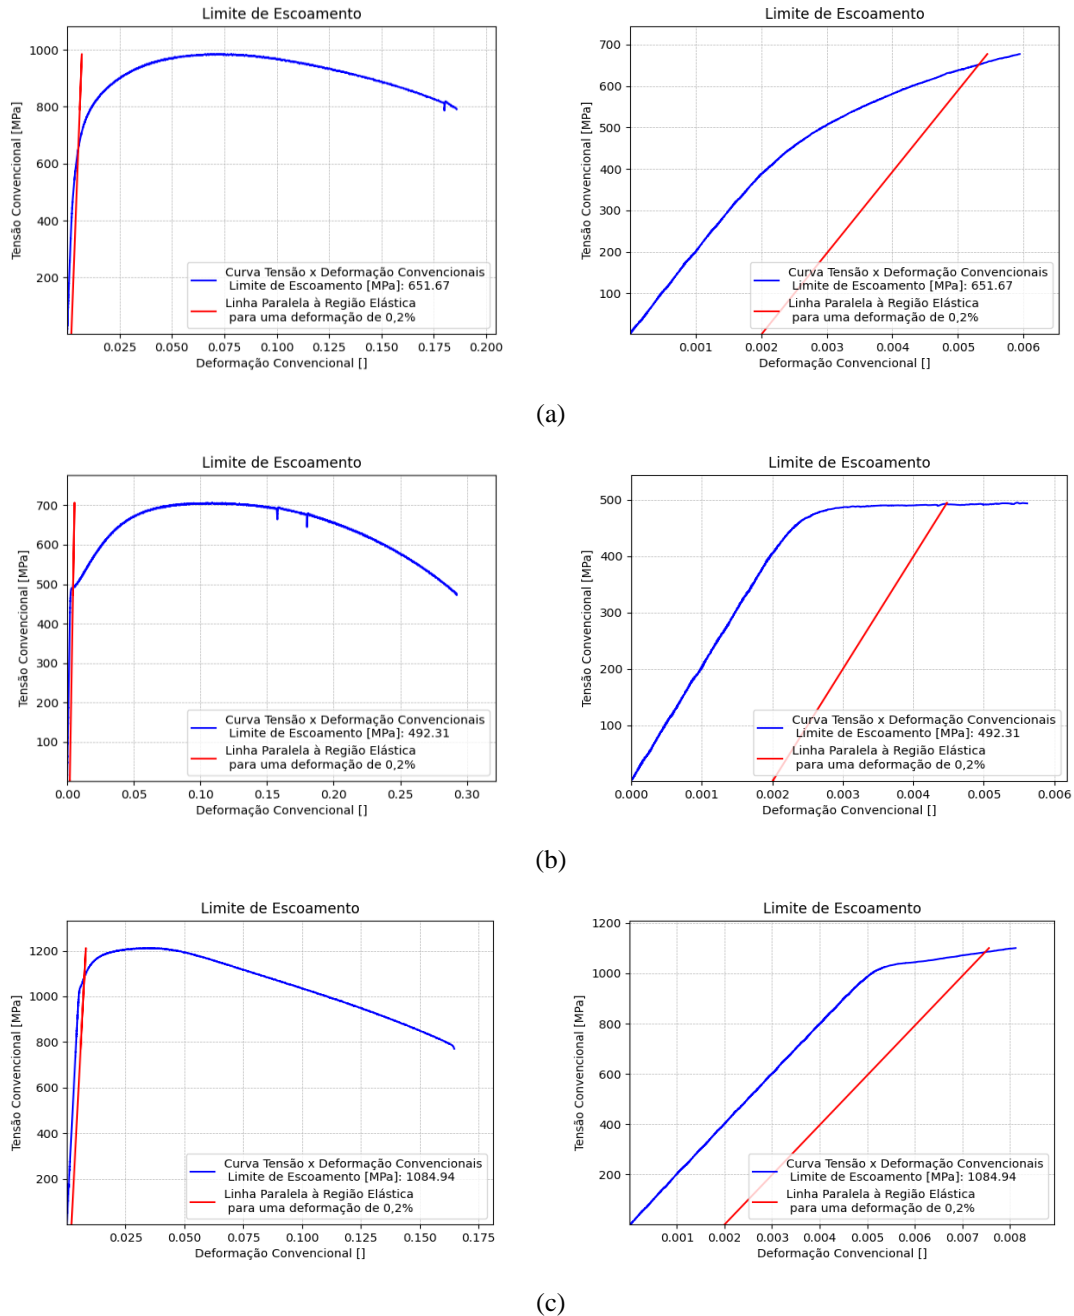 Limite de Escoamento
Tensão Convencional [MPa]
1000
800
600
400
200
Curva Tensão x Deformação Convencionais
Limite de Escoamento [MPa]: 651.67
Linha Paralela à Região Elástica
para uma deformação de 0,2%
0.025 0.050 0.075 0.100 0.125 0.150 0.175 0.200
Deformação Convencional []
Limite de Escoamento
Tensão Convencional [MPa]
700
600
500
400
300
200
100
Curva Tensão x Deformação Convencionais
Limite de Escoamento [MPa]: 651.67
Linha Paralela à Região Elástica
para uma deformação de 0,2%
0.001 0.002 0.003 0.004 0.005 0.006
Deformação Convencional []
(a)
Limite de Escoamento
Tensão Convencional [MPa]
700
600
500
400
300
200
100
Curva Tensão x Deformação Convencionais
Limite de Escoamento [MPa]: 492.31
Linha Paralela à Região Elástica
para uma deformação de 0,2%
0.00 0.05 0.10 0.15 0.20 0.25 0.30
Deformação Convencional []
Limite de Escoamento
Tensão Convencional [MPa]
500
400
300
200
100
Curva Tensão x Deformação Convencionais
Limite de Escoamento [MPa]: 492.31
Linha Paralela à Região Elástica
para uma deformação de 0,2%
0.000 0.001 0.002 0.003 0.004 0.005 0.006
Deformação Convencional []
(b)
Limite de Escoamento
Tensão Convencional [MPa]
1200
1000
800
600
400
200
Curva Tensão x Deformação Convencionais
Limite de Escoamento [MPa]: 1084.94
Linha Paralela à Região Elástica
para uma deformação de 0,2%
0.025 0.050 0.075 0.100 0.125 0.150 0.175
Deformação Convencional []
Limite de Escoamento
Tensão Convencional [MPa]
1200
1000
800
600
400
200
Curva Tensão x Deformação Convencionais
Limite de Escoamento [MPa]: 1084.94
Linha Paralela à Região Elástica
para uma deformação de 0,2%
0.001 0.002 0.003 0.004 0.005 0.006 0.007 0.008
Deformação Convencional []
(c)